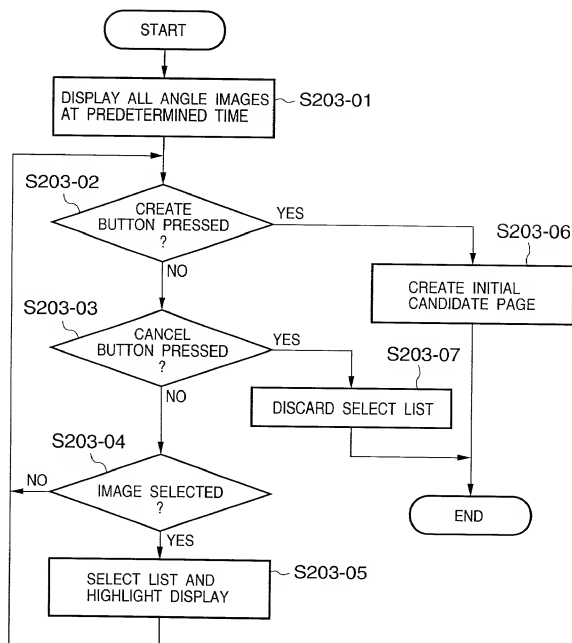 START
DISPLAY ALL ANGLE IMAGES
AT PREDETERMINED TIME
S203-01
S203-02
CREATE
BUTTON PRESSED
?
YES
NO
S203-06
CREATE INITIAL
CANDIDATE PAGE
S203-03
CANCEL
BUTTON PRESSED
?
YES
NO
S203-07
DISCARD SELECT LIST
S203-04
IMAGE SELECTED
?
NO
YES
END
SELECT LIST AND
HIGHLIGHT DISPLAY
S203-05